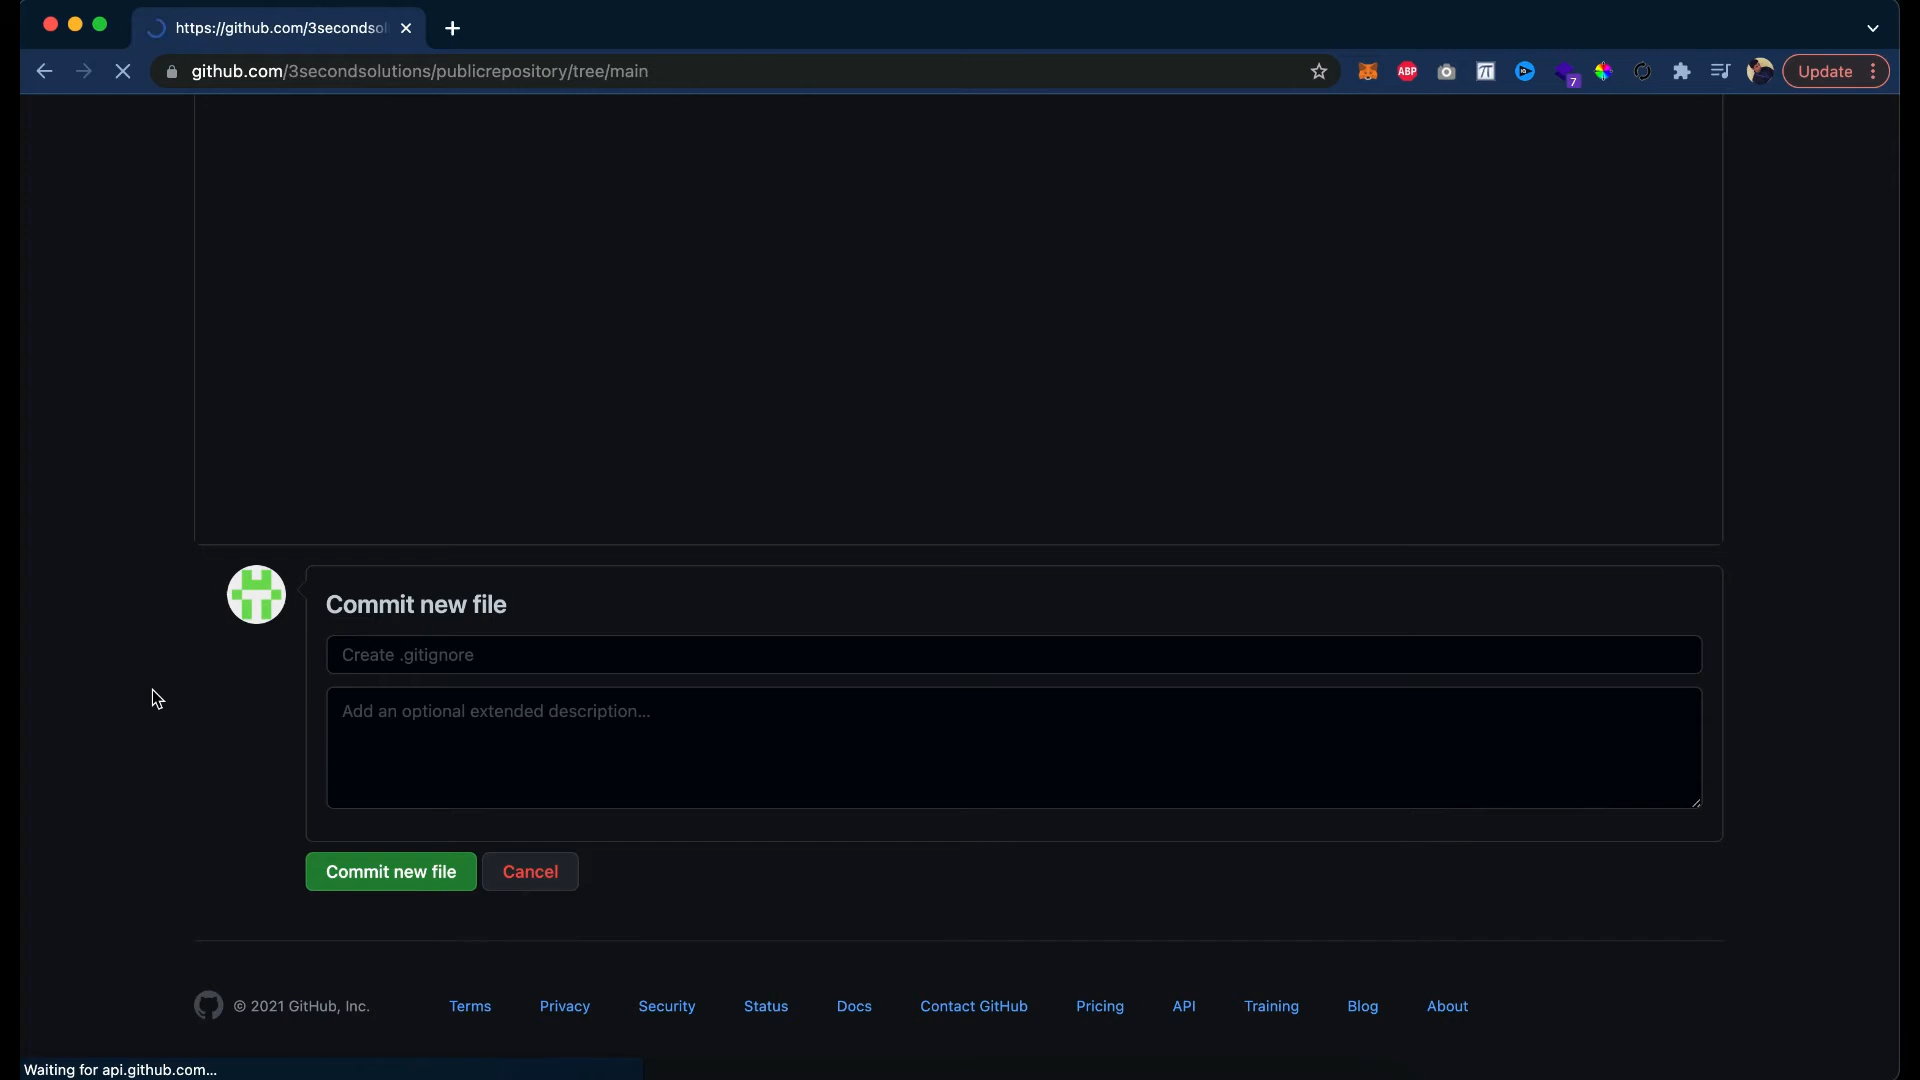 https://github.com/3secondsol
github.com/3secondsolutions/publicrepository/tree/main
ABP
7
Update
Commit new file
Create .gitignore
Add an optional extended description...
Commit new file
Cancel
© 2021 GitHub, Inc.
Terms
Privacy
Security
Status
Docs
Contact GitHub
Pricing
API
Training
Blog
About
Waiting for api.github.com...